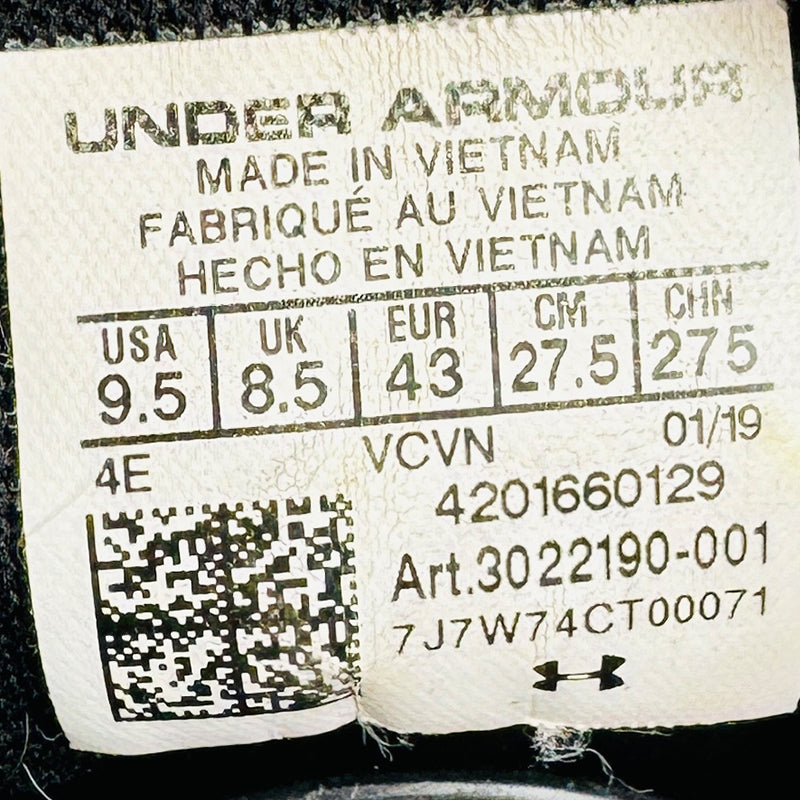 UNDER ARMOUR
MADE IN VIETNAM
FABRIQUÉ AU VIETNAM
HECHO EN VIETNAM
USA UK EUR CM CHN
9.5 8.5 43 27.5 275
4E VCVN 01/19
4201660129
Art.3022190-001
7J7W74CT00071